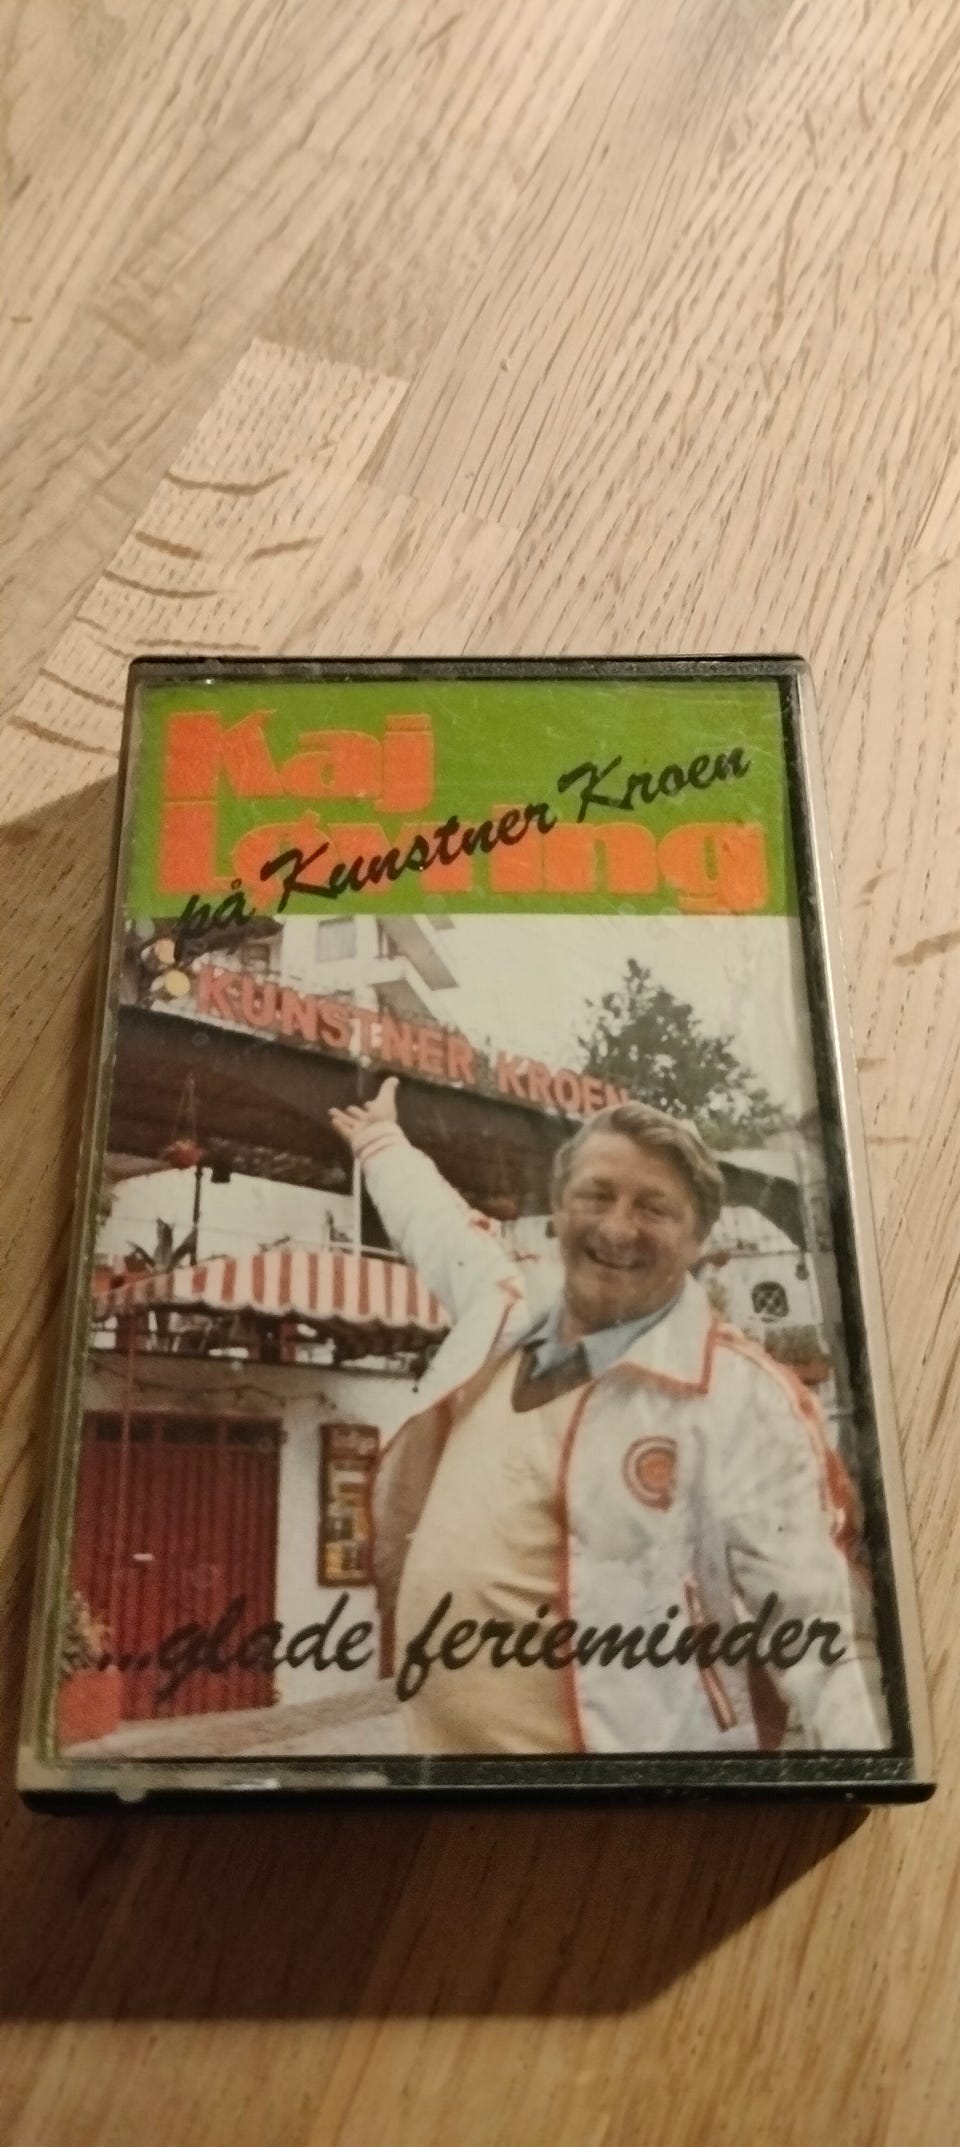 Kaj
Løvring
på Kunstner Kroen
KUNSTNER KROEN
...glade ferieminder